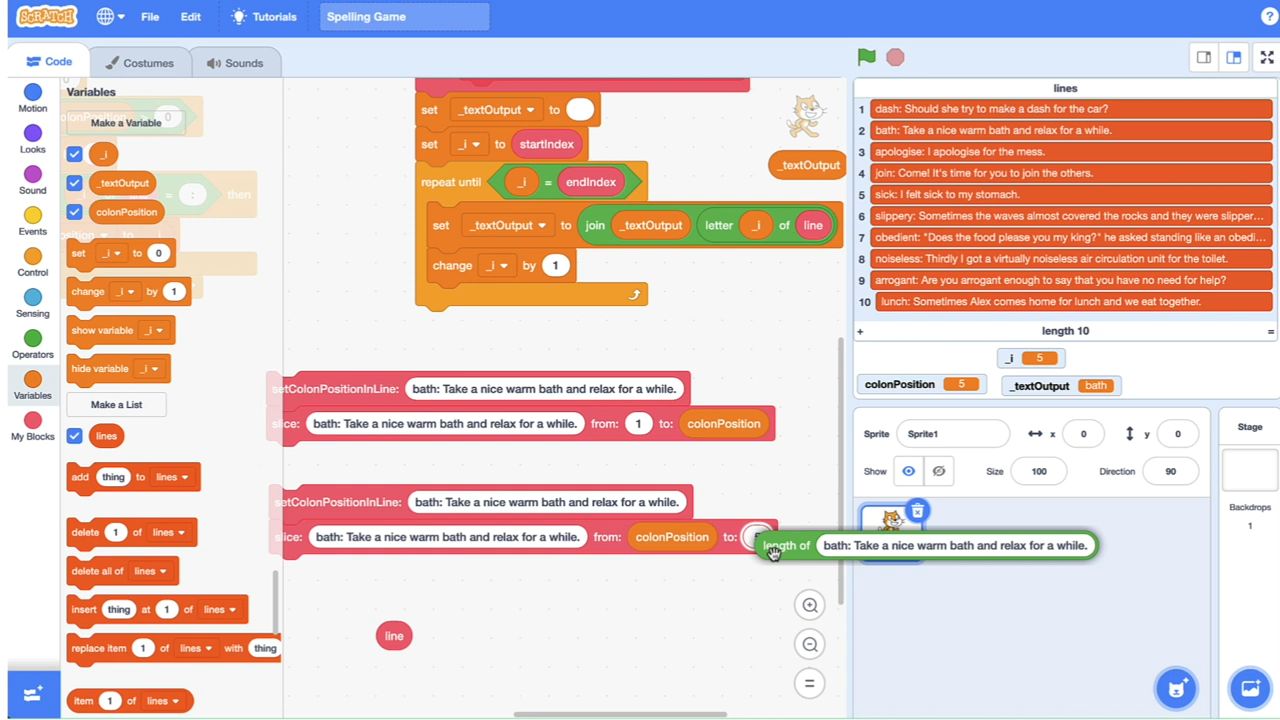 SCRATCH File Edit Tutorials Spelling Game ?
Code Costumes Sounds
Motion
Looks
Sound
Events
Control
Sensing
Operators
Variables
My Blocks
Variables
Make a Variable
_i
_textOutput
colonPosition
set _i to 0
change _i by 1
show variable _i
hide variable _i
Make a List
lines
add thing to lines
delete 1 of lines
delete all of lines
insert thing at 1 of lines
replace item 1 of lines with thing
item 1 of lines
= : then
set _textOutput to
set _i to startIndex
repeat until _i = endIndex
set _textOutput to join _textOutput letter _i of line
change _i by 1
setColonPositionInLine: bath: Take a nice warm bath and relax for a while.
slice: bath: Take a nice warm bath and relax for a while. from: 1 to: colonPosition
setColonPositionInLine: bath: Take a nice warm bath and relax for a while.
slice: bath: Take a nice warm bath and relax for a while. from: colonPosition to:
length of bath: Take a nice warm bath and relax for a while.
line
_textOutput
lines
1 dash: Should she try to make a dash for the car?
2 bath: Take a nice warm bath and relax for a while.
3 apologise: I apologise for the mess.
4 join: Come! It's time for you to join the others.
5 sick: I felt sick to my stomach.
6 slippery: Sometimes the waves almost covered the rocks and they were slipper...
7 obedient: "Does the food please you my king?" he asked standing like an obedi...
8 noiseless: Thirdly I got a virtually noiseless air circulation unit for the toilet.
9 arrogant: Are you arrogant enough to say that you have no need for help?
10 lunch: Sometimes Alex comes home for lunch and we eat together.
+ length 10 =
_i 5
colonPosition 5 _textOutput bath
Sprite Sprite1 x 0 y 0
Show Size 100 Direction 90
Stage
Backdrops
1